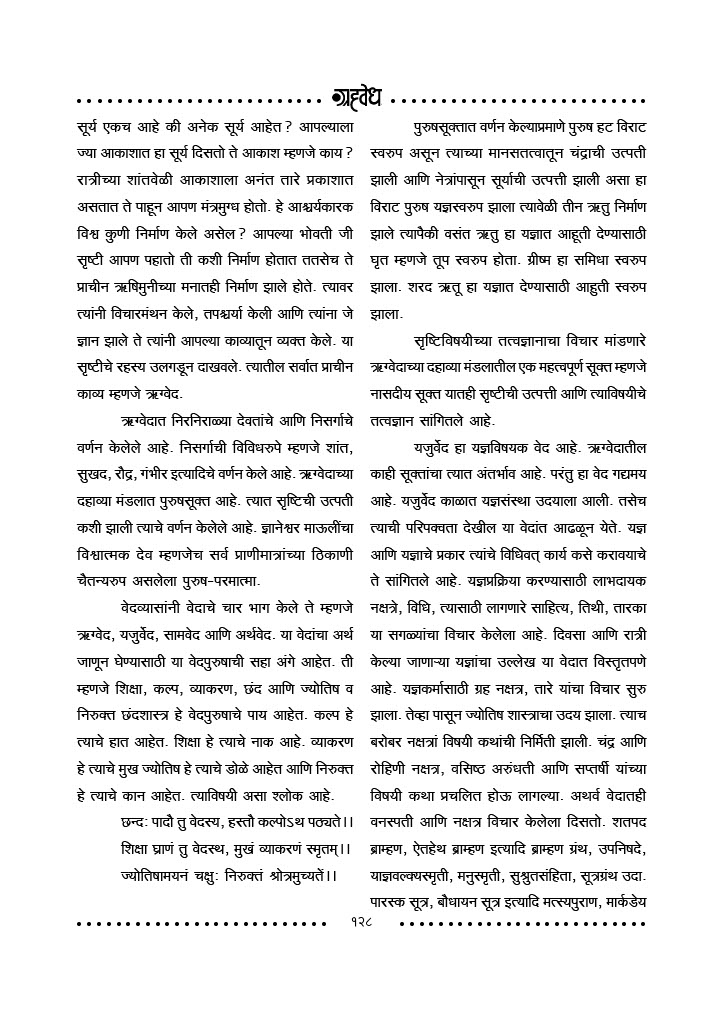 ग्रहवेध
सूर्य एकच आहे की अनेक सूर्य आहेत? आपल्याला
ज्या आकाशात हा सूर्य दिसतो ते आकाश म्हणजे काय?
रात्रीच्या शांतवेळी आकाशाला अनंत तारे प्रकाशात
असतात ते पाहून आपण मंत्रमुग्ध होतो. हे आश्चर्यकारक
विश्व कुणी निर्माण केले असेल? आपल्या भोवती जी
सृष्टी आपण पहातो ती कशी निर्माण होतात ततसेच ते
प्राचीन ऋषिमुनीच्या मनातही निर्माण झाले होते. त्यावर
त्यांनी विचारमंथन केले, तपश्चर्या केली आणि त्यांना जे
ज्ञान झाले ते त्यांनी आपल्या काव्यातून व्यक्त केले. या
सृष्टीचे रहस्य उलगडून दाखवले. त्यातील सर्वात प्राचीन
काव्य म्हणजे ऋग्वेद.
ऋग्वेदात निरनिराळ्या देवतांचे आणि निसर्गाचे
वर्णन केलेले आहे. निसर्गाची विविधरुपे म्हणजे शांत,
सुखद, रौद्र, गंभीर इत्यादिचे वर्णन केले आहे. ऋग्वेदाच्या
दहाव्या मंडलात पुरुषसूक्त आहे. त्यात सृष्टिची उत्पती
कशी झाली त्याचे वर्णन केलेले आहे. ज्ञानेश्वर माऊलींचा
विश्वात्मक देव म्हणजेच सर्व प्राणीमात्रांच्या ठिकाणी
चैतन्यरुप असलेला पुरुष-परमात्मा.
वेदव्यासांनी वेदाचे चार भाग केले ते म्हणजे
ऋग्वेद, यजुर्वेद, सामवेद आणि अर्थवेद. या वेदांचा अर्थ
जाणून घेण्यासाठी या वेदपुरुषाची सहा अंगे आहेत. ती
म्हणजे शिक्षा, कल्प, व्याकरण, छंद आणि ज्योतिष व
निरुक्त छंदशास्त्र हे वेदपुरुषाचे पाय आहेत. कल्प हे
त्याचे हात आहेत. शिक्षा हे त्याचे नाक आहे. व्याकरण
हे त्याचे मुख ज्योतिष हे त्याचे डोळे आहेत आणि निरुक्त
हे त्याचे कान आहेत. त्याविषयी असा श्लोक आहे.
छन्द: पादौ तु वेदस्य, हस्तौ कल्पोऽथ पठ्यते।।
शिक्षा घ्राणं तु वेदस्थ, मुखं व्याकरणं स्मृतम्।।
ज्योतिषामयनं चक्षु: निरुक्तं श्रोत्रमुच्यतें।।
पुरुषसूक्तात वर्णन केल्याप्रमाणे पुरुष हट विराट
स्वरुप असून त्याच्या मानसतत्वातून चंद्राची उत्पती
झाली आणि नेत्रांपासून सूर्याची उत्पत्ती झाली असा हा
विराट पुरुष यज्ञस्वरुप झाला त्यावेळी तीन ऋतु निर्माण
झाले त्यापैकी वसंत ऋतु हा यज्ञात आहूती देण्यासाठी
घृत म्हणजे तूप स्वरुप होता. ग्रीष्म हा समिधा स्वरुप
झाला. शरद ऋतू हा यज्ञात देण्यासाठी आहुती स्वरुप
झाला.
सृष्टिविषयीच्या तत्वज्ञानाचा विचार मांडणारे
ऋग्वेदाच्या दहाव्या मंडलातील एक महत्वपूर्ण सूक्त म्हणजे
नासदीय सूक्त यातही सृष्टीची उत्पत्ती आणि त्याविषयीचे
तत्वज्ञान सांगितले आहे.
यजुर्वेद हा यज्ञविषयक वेद आहे. ऋग्वेदातील
काही सूक्तांचा त्यात अंतर्भाव आहे. परंतु हा वेद गद्यमय
आहे. यजुर्वेद काळात यज्ञसंस्था उदयाला आली. तसेच
त्याची परिपक्वता देखील या वेदांत आढळून येते. यज्ञ
आणि यज्ञाचे प्रकार त्यांचे विधिवत् कार्य कसे करावयाचे
ते सांगितले आहे. यज्ञप्रक्रिया करण्यासाठी लाभदायक
नक्षत्रे, विधि, त्यासाठी लागणारे साहित्य, तिथी, तारका
या सगळ्यांचा विचार केलेला आहे. दिवसा आणि रात्री
केल्या जाणाऱ्या यज्ञांचा उल्लेख या वेदात विस्तृतपणे
आहे. यज्ञकर्मासाठी ग्रह नक्षत्र, तारे यांचा विचार सुरु
झाला. तेव्हा पासून ज्योतिष शास्त्राचा उदय झाला. त्याच
बरोबर नक्षत्रां विषयी कथांची निर्मिती झाली. चंद्र आणि
रोहिणी नक्षत्र, वसिष्ठ अरुंधती आणि सप्तर्षी यांच्या
विषयी कथा प्रचलित होऊ लागल्या. अथर्व वेदातही
वनस्पती आणि नक्षत्र विचार केलेला दिसतो. शतपद
ब्राम्हण, ऐतहेथ ब्राम्हण इत्यादि ब्राम्हण ग्रंथ, उपनिषदे,
याज्ञवल्क्यस्मृती, मनुस्मृती, सुश्रुतसंहिता, सूत्रग्रंथ उदा.
पारस्क सूत्र, बौधायन सूत्र इत्यादि मत्स्यपुराण, मार्कडेय
१२८